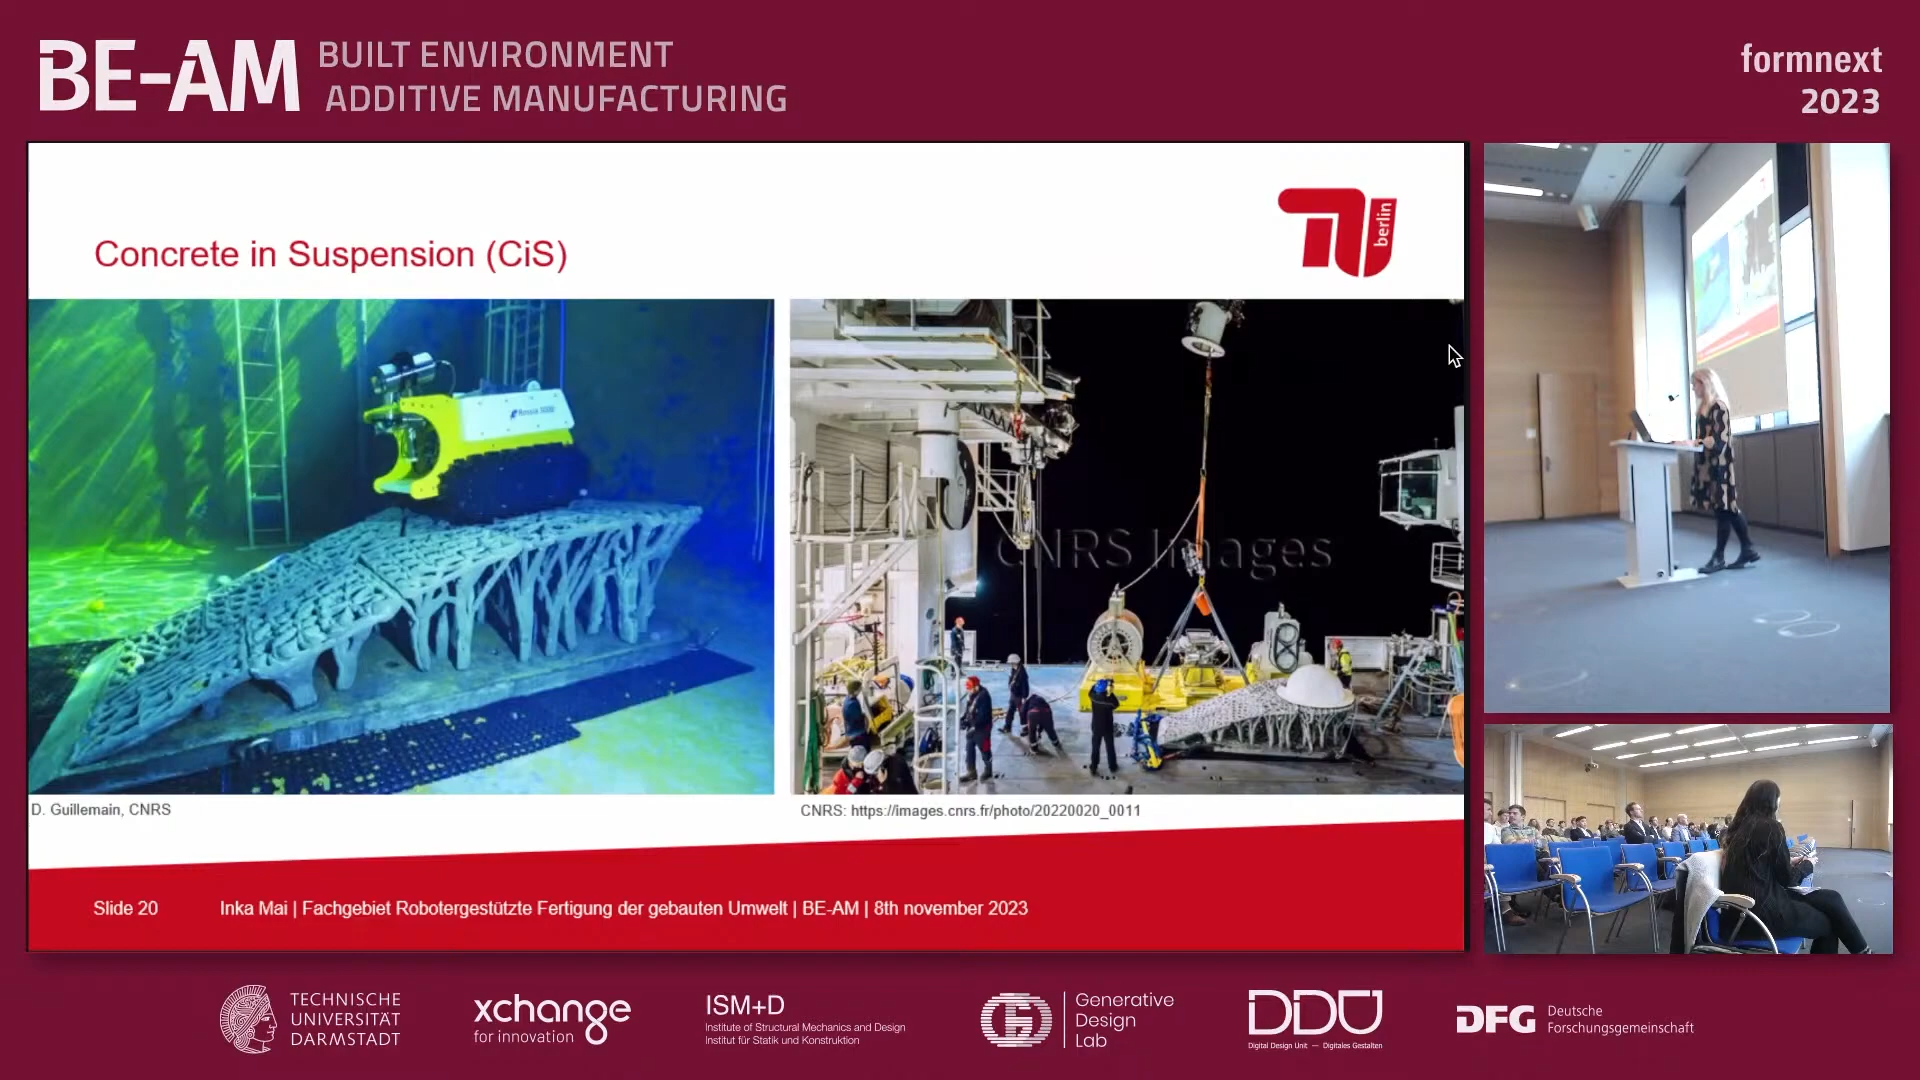 BE-AM
BUILT ENVIRONMENT
ADDITIVE MANUFACTURING
formnext
2023
Concrete in Suspension (CiS)
berlin
CNRS Images
D. Guillemain, CNRS
CNRS: https://images.cnrs.fr/photo/20220020_0011
Slide 20
Inka Mai | Fachgebiet Robotergestützte Fertigung der gebauten Umwelt | BE-AM | 8th november 2023
TECHNISCHE
UNIVERSITÄT
DARMSTADT
xchange
for innovation
ISM+D
Institute of Structural Mechanics and Design
Institut für Statik und Konstruktion
Generative
Design
Lab
DDU
Digital Design Unit — Digitales Gestalten
DFG
Deutsche
Forschungsgemeinschaft